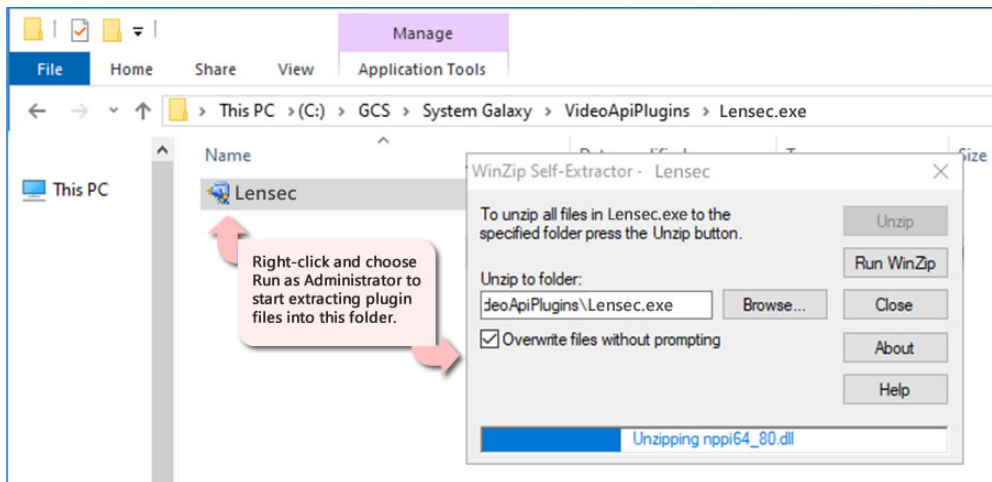 Manage
File Home Share View Application Tools
This PC > (C:) > GCS > System Galaxy > VideoApiPlugins > Lensec.exe
Name Size
This PC
Lensec
Right-click and choose
Run as Administrator to
start extracting plugin
files into this folder.
WinZip Self-Extractor - Lensec
To unzip all files in Lensec.exe to the
specified folder press the Unzip button.
Unzip to folder:
deoApiPlugins\Lensec.exe
Browse...
Overwrite files without prompting
Unzip
Run WinZip
Close
About
Help
Unzipping nppi64_80.dll